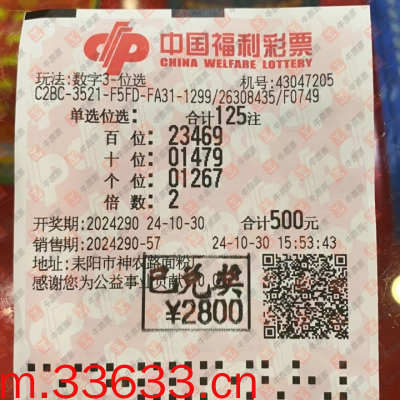 中国福利彩票
CHINA WELFARE LOTTERY
玩法:数字3-位选 机号:43047205
C2BC-3521-F5FD-FA31-1299/26308435/F0749
单选位选: 合计125注
百 位: 23469
十 位: 01479
个 位: 01267
倍 数: 2
开奖期:2024290 24-10-30 合计500元
销售期:2024290-57 24-10-30 15:53:43
地址:耒阳市神农路面粉
感谢您为公益事业贡献
已兑奖
¥2800
m.33633.cn